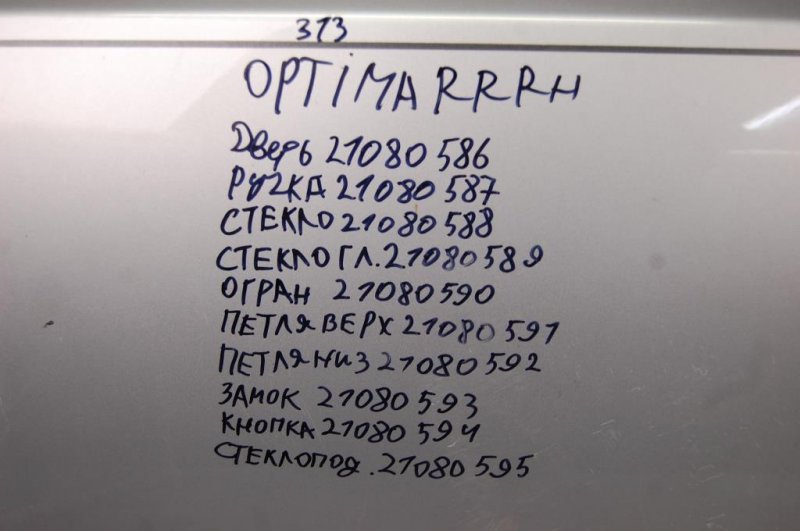 313
OPTIMA RR RH
Дверь 21080586
РУЧКА 21080587
СТЕКЛО 21080588
СТЕКЛО ГЛ. 21080589
ОГРАН 21080590
ПЕТЛЯ ВЕРХ 21080591
ПЕТЛЯ НИЗ 21080592
ЗАМОК 21080593
КНОПКА 21080594
СТЕКЛОПОД. 21080595